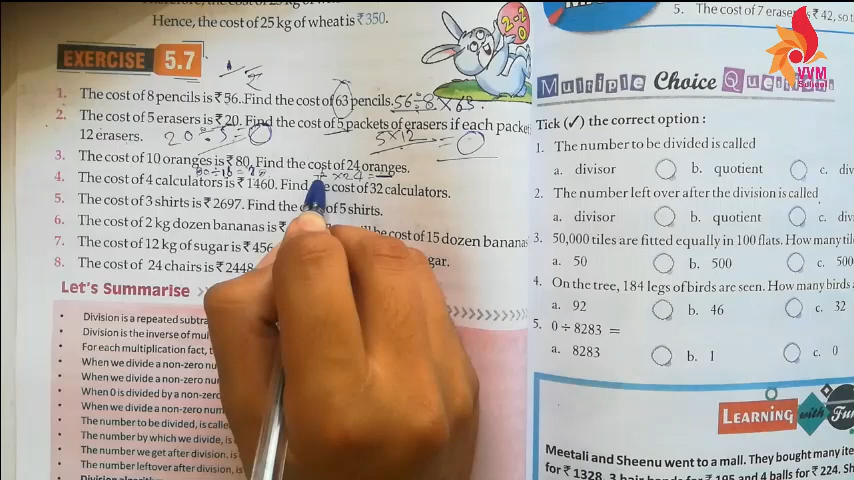 Hence, the cost of 25 kg of wheat is ₹350.
EXERCISE 5.7
1. The cost of 8 pencils is ₹56. Find the cost of 63 pencils. 56÷8×63.
2. The cost of 5 erasers is ₹20. Find the cost of 5 packets of erasers if each packe
12 erasers. 20÷5= 5×12 =
3. The cost of 10 oranges is ₹80. Find the cost of 24 oranges.
×24=
4. The cost of 4 calculators is ₹1460. Find the cost of 32 calculators.
5. The cost of 3 shirts is ₹2697. Find the of 5 shirts.
6. The cost of 2 kg dozen bananas is ₹ be cost of 15 dozen banana
7. The cost of 12 kg of sugar is ₹456 gar.
8. The cost of 24 chairs is ₹2448
Let's Summarise
• Division is a repeated subtra
• Division is the inverse of mul
• For each multiplication fact, t
• When we divide a non-zero nu
• When we divide a non-zero nu
• When 0 is divided by a non-zer
• When we divide a non-zero num
• The number to be divided, is calle
• The number by which we divide, is
• The number we get after division, is
• The number leftover after division, is
5. The cost of 7 eraser ₹42, so t
VVM
School
Multiple Choice Questions
Tick (✓) the correct option:
1. The number to be divided is called
a. divisor b. quotient c. div
2. The number left over after the division is called
a. divisor b. quotient c. div
3. 50,000 tiles are fitted equally in 100 flats. How many til
a. 50 b. 500 c. 500
4. On the tree, 184 legs of birds are seen. How many birds
a. 92 b. 46 c. 32
5. 0 ÷ 8283 =
a. 8283 b. 1 c. 0
LEARNING with Fun
Meetali and Sheenu went to a mall. They bought many ite
for ₹1328, 3 hair bands for ₹195 and 4 balls for ₹224. Sh